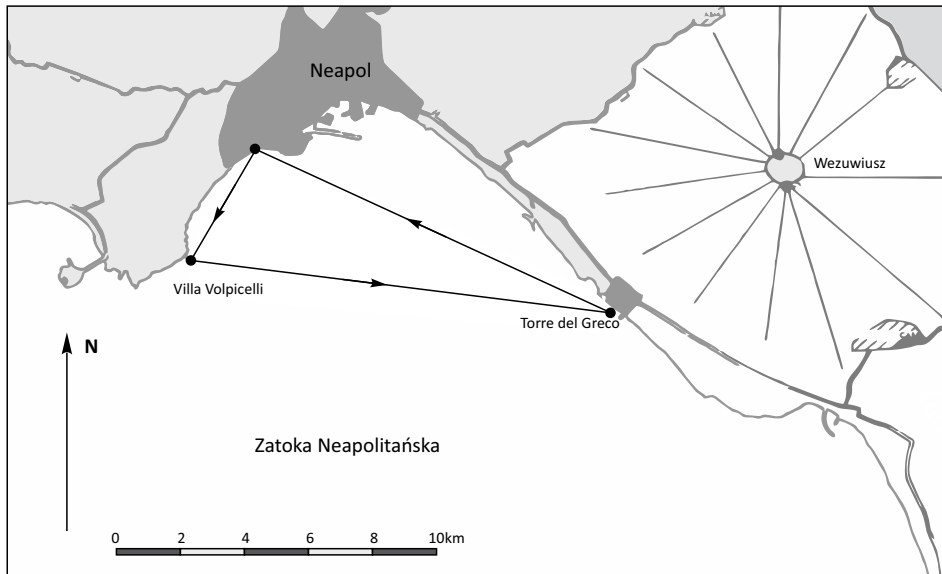 Neapol
Wezuwiusz
Villa Volpicelli
Torre del Greco
N
Zatoka Neapolitańska
0 2 4 6 8 10km